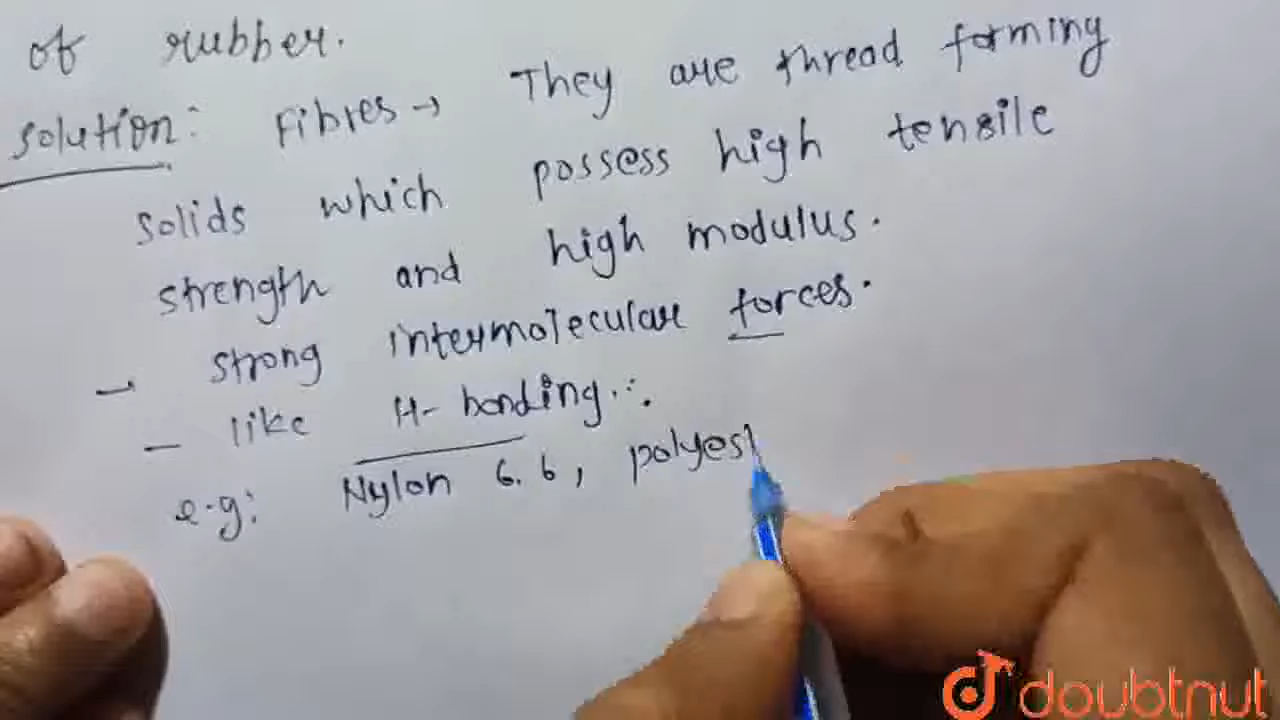 of rubber.
Solution: Fibres → They are thread forming
solids which possess high tensile
strength and high modulus.
– strong intermolecular forces.
– like H-bonding.∴
e.g: Nylon 6.6, polyest
doubtnut